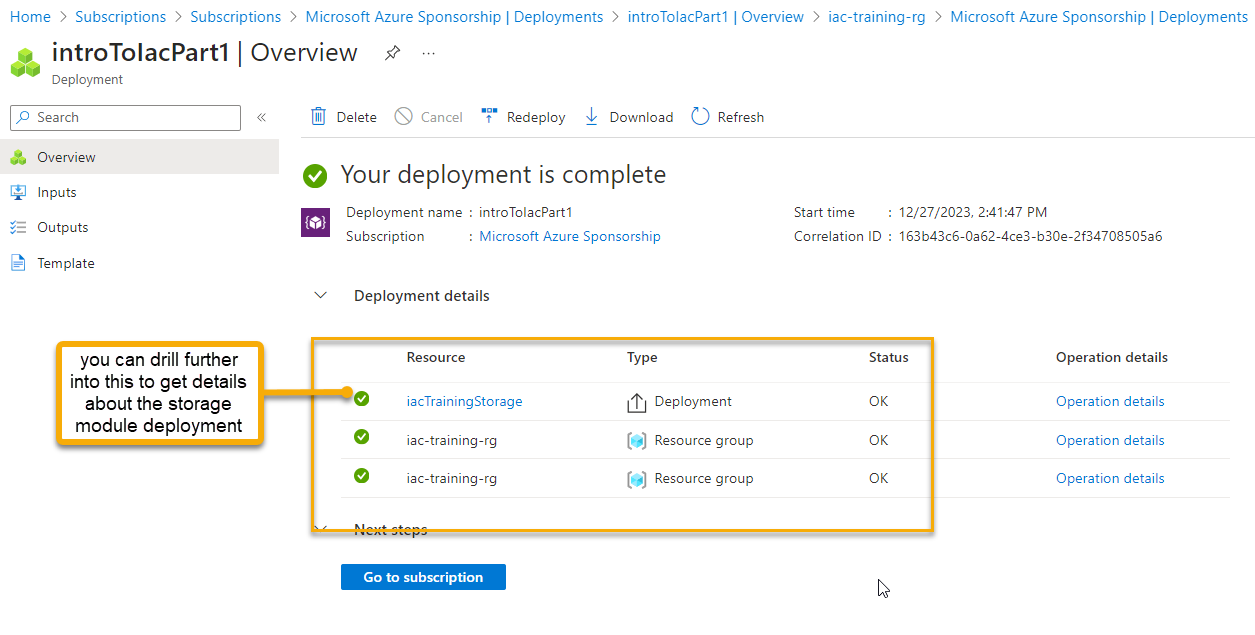 Home > Subscriptions > Subscriptions > Microsoft Azure Sponsorship | Deployments > introToIacPart1 | Overview > iac-training-rg > Microsoft Azure Sponsorship | Deployments
introToIacPart1 | Overview
...
Deployment
Search
«
Overview
Inputs
Outputs
Template
Delete Cancel Redeploy Download Refresh
Your deployment is complete
Deployment name : introToIacPart1
Subscription : Microsoft Azure Sponsorship
Start time : 12/27/2023, 2:41:47 PM
Correlation ID : 163b43c6-0a62-4ce3-b30e-2f34708505a6
Deployment details
you can drill further
into this to get details
about the storage
module deployment
Resource Type Status Operation details
iacTrainingStorage Deployment OK Operation details
iac-training-rg Resource group OK Operation details
iac-training-rg Resource group OK Operation details
Next steps
Go to subscription